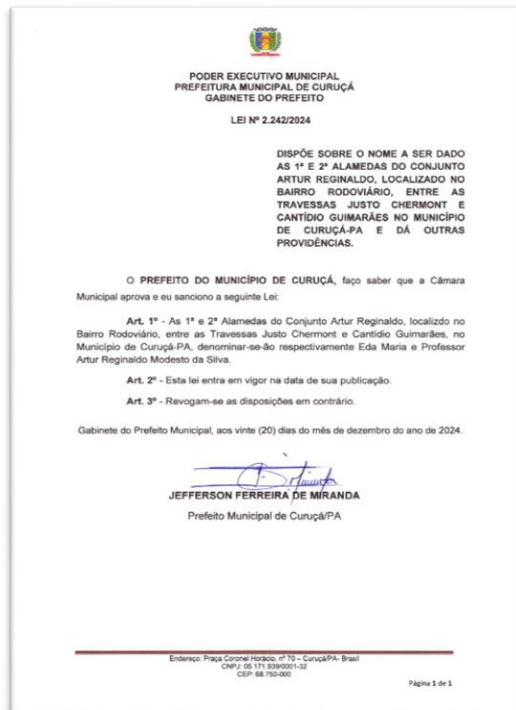 PODER EXECUTIVO MUNICIPAL
PREFEITURA MUNICIPAL DE CURUÇÁ
GABINETE DO PREFEITO
LEI Nº 2.242/2024
DISPÕE SOBRE O NOME A SER DADO
AS 1ª E 2ª ALAMEDAS DO CONJUNTO
ARTUR REGINALDO, LOCALIZADO NO
BAIRRO RODOVIÁRIO, ENTRE AS
TRAVESSAS JUSTO CHERMONT E
CANTÍDIO GUIMARÃES NO MUNICÍPIO
DE CURUÇÁ-PA E DÁ OUTRAS
PROVIDÊNCIAS.
O PREFEITO DO MUNICÍPIO DE CURUÇÁ, faço saber que a Câmara
Municipal aprova e eu sanciono a seguinte Lei:
Art. 1º - As 1ª e 2ª Alamedas do Conjunto Artur Reginaldo, localizdo no
Bairro Rodoviário, entre as Travessas Justo Chermont e Cantídio Guimarães, no
Município de Curuçá-PA, denominar-se-ão respectivamente Eda Maria e Professor
Artur Reginaldo Modesto da Silva.
Art. 2º - Esta lei entra em vigor na data de sua publicação.
Art. 3º - Revogam-se as disposições em contrário.
Gabinete do Prefeito Municipal, aos vinte (20) dias do mês de dezembro do ano de 2024.
JEFFERSON FERREIRA DE MIRANDA
Prefeito Municipal de Curuçá/PA
Endereço: Praça Coronel Horácio, nº 70 – Curuçá/PA- Brasil
CNPJ: 05.171.939/0001-32
CEP: 68.750-000
Página 1 de 1